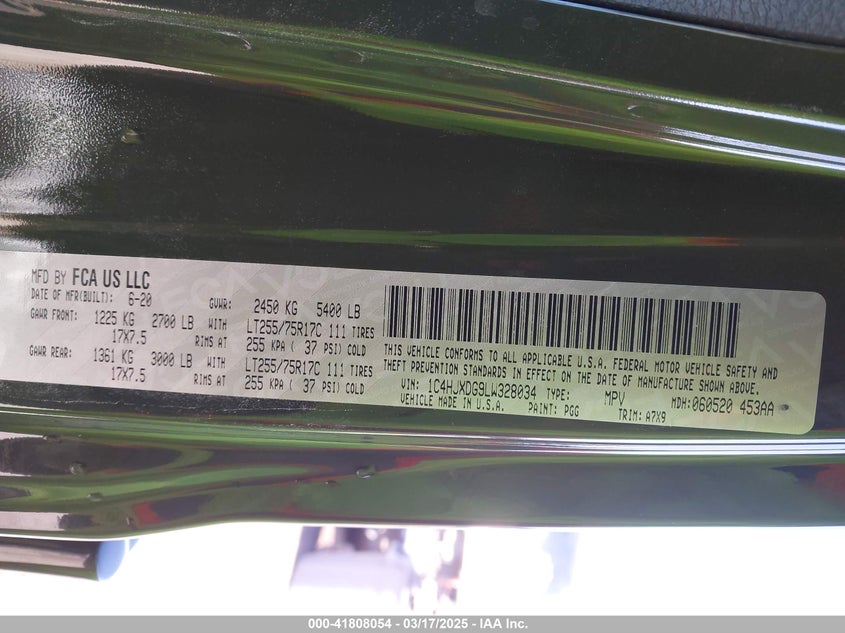 MFD BY FCA US LLC
DATE OF MFR(BUILT): 6-20 GVWR: 2450 KG 5400 LB
GAWR FRONT: 1225 KG 2700 LB WITH LT255/75R17C 111 TIRES
17X7.5 RIMS AT 255 KPA ( 37 PSI) COLD
GAWR REAR: 1361 KG 3000 LB WITH LT255/75R17C 111 TIRES
17X7.5 RIMS AT 255 KPA ( 37 PSI) COLD
THIS VEHICLE CONFORMS TO ALL APPLICABLE U.S.A. FEDERAL MOTOR VEHICLE SAFETY AND
THEFT PREVENTION STANDARDS IN EFFECT ON THE DATE OF MANUFACTURE SHOWN ABOVE.
VIN: 1C4HJXDG9LW328034 TYPE: MPV MDH: 060520 453AA
VEHICLE MADE IN U.S.A. PAINT: PGG TRIM: A7X9
000-41808054 - 03/17/2025 - IAA Inc.